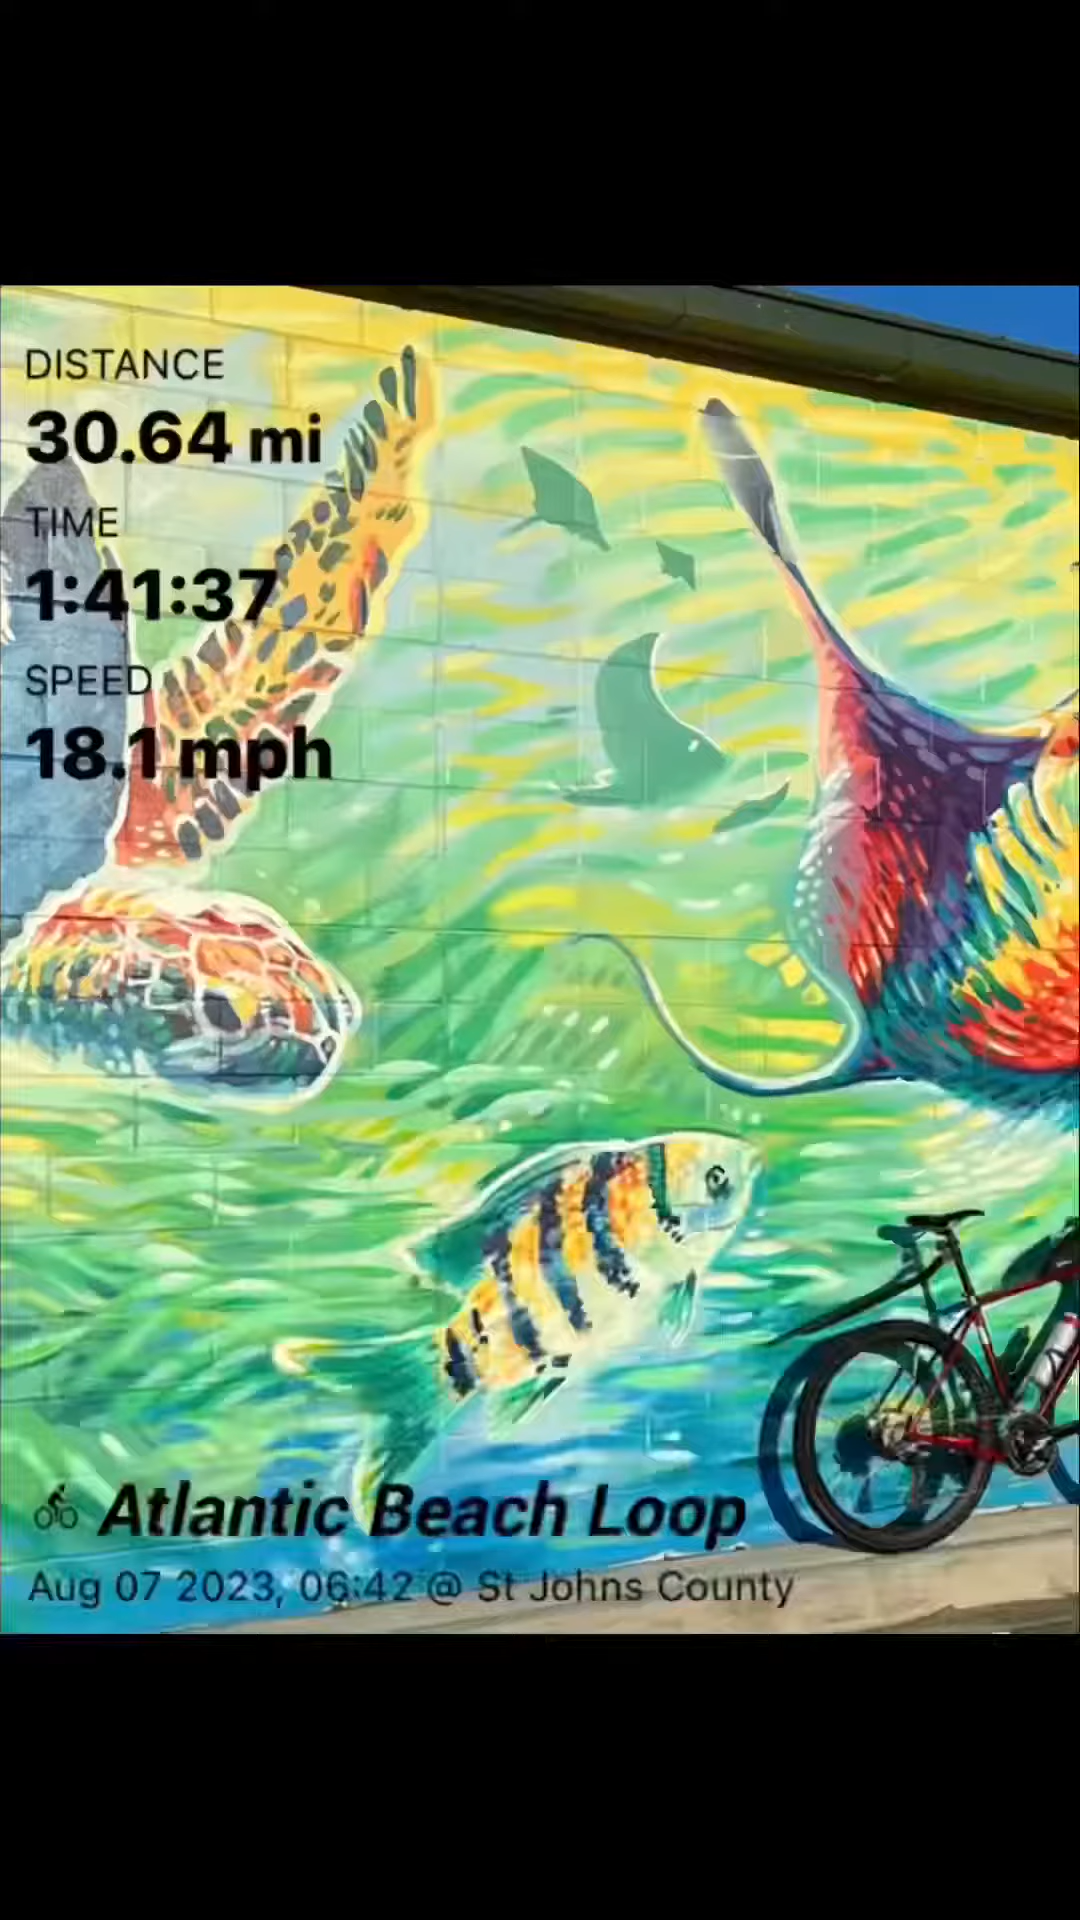 DISTANCE
30.64 mi
TIME
1:41:37
SPEED
18.1 mph
Atlantic Beach Loop
Aug 07 2023, 06:42 @ St Johns County